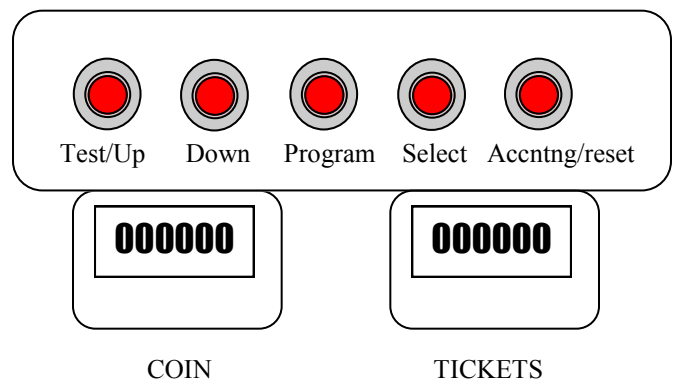 Test/Up Down Program Select Accntng/reset
000000 000000
COIN TICKETS